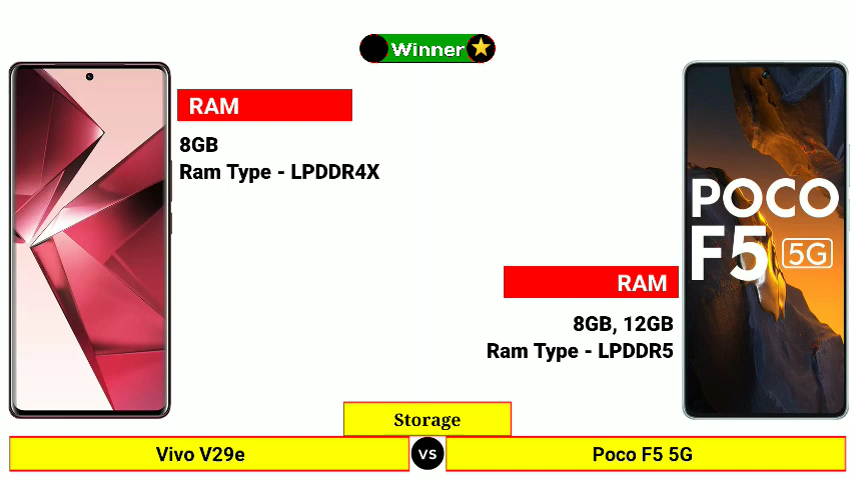 Winner
RAM
8GB
Ram Type - LPDDR4X
POCO
F5 5G
RAM
8GB, 12GB
Ram Type - LPDDR5
Storage
Vivo V29e
VS
Poco F5 5G